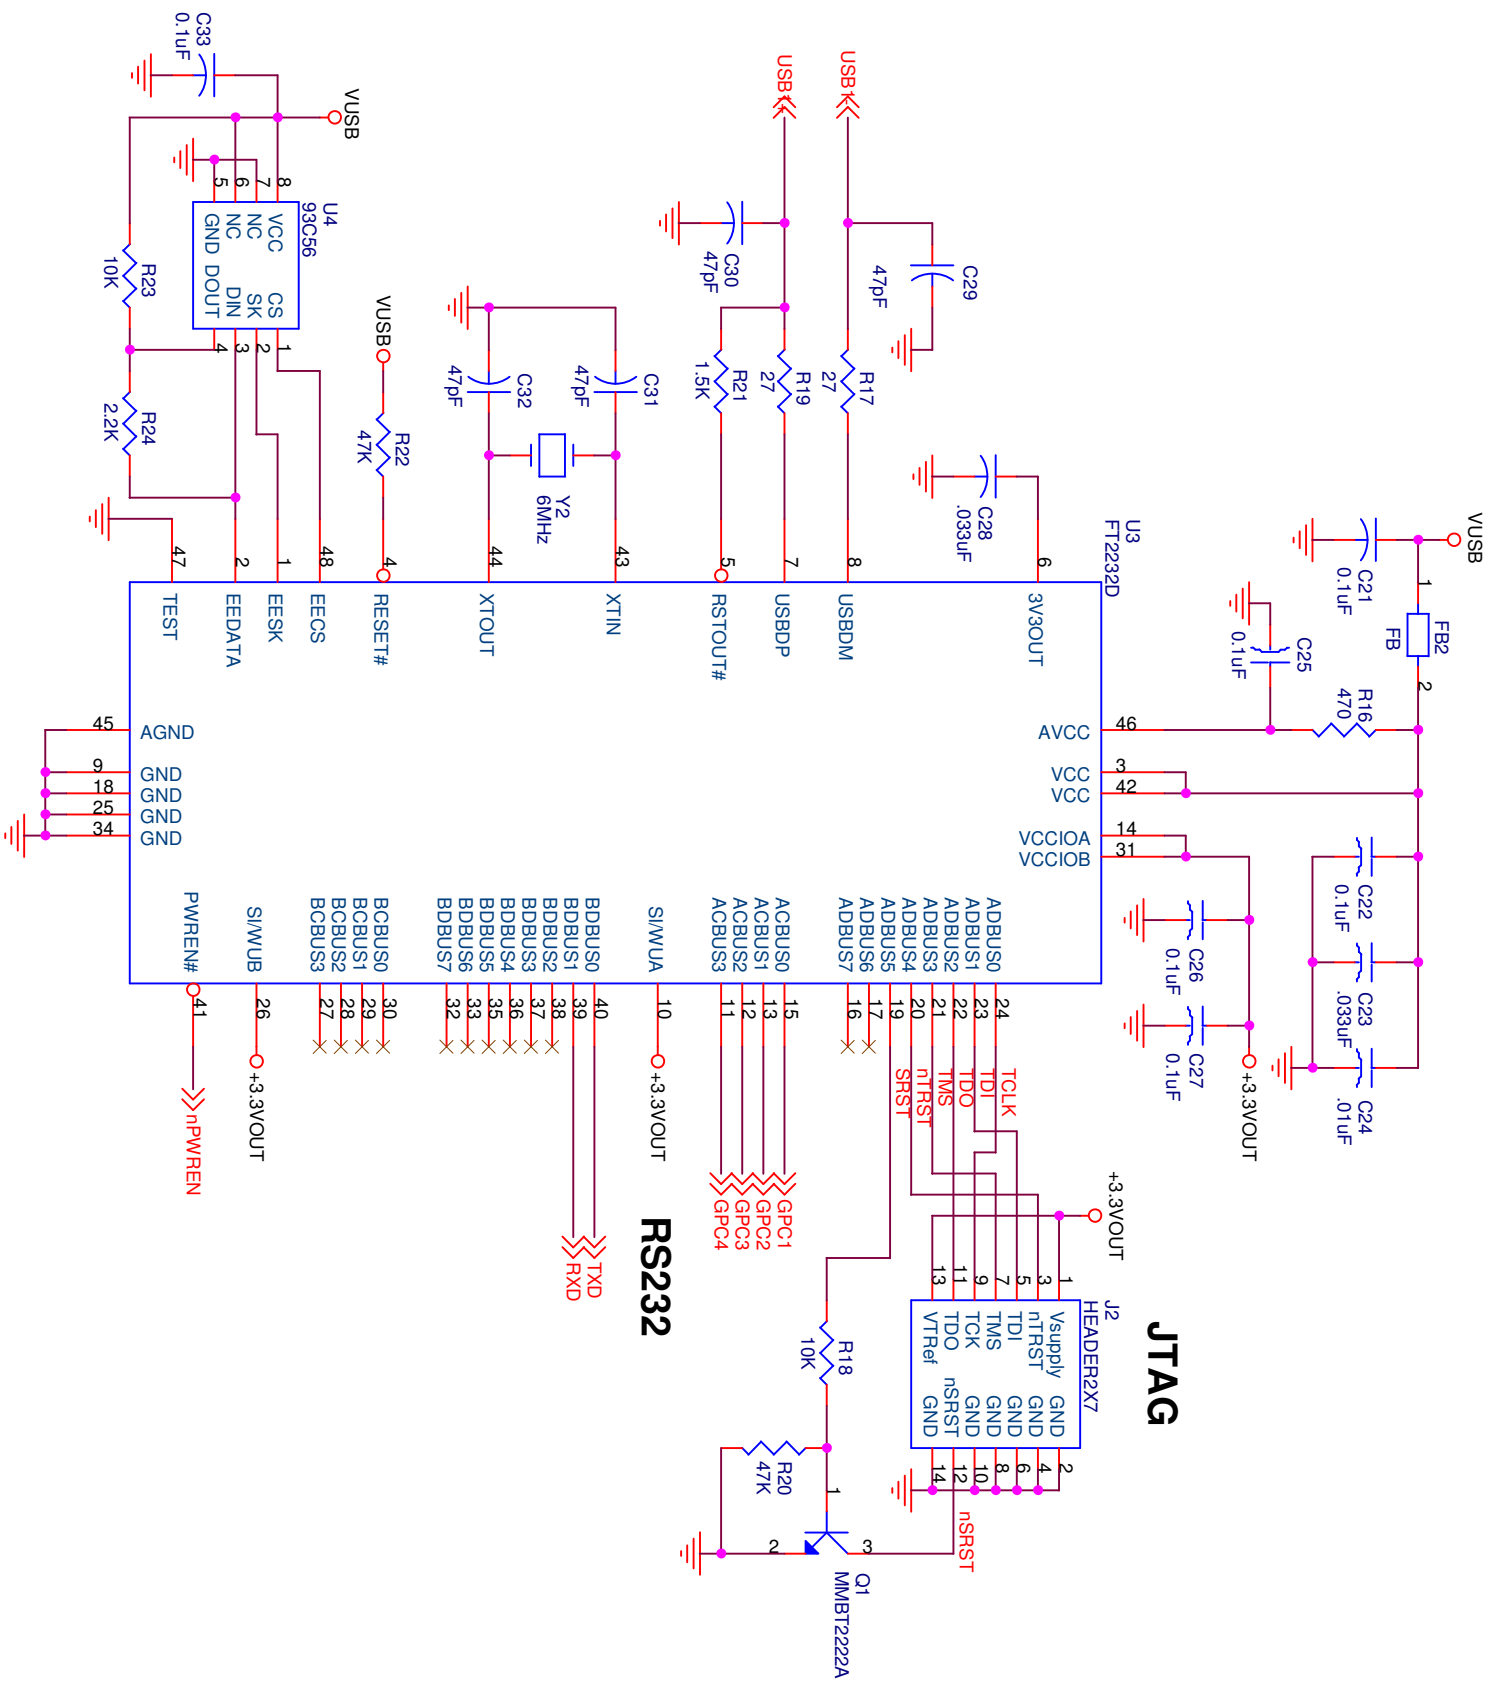 VUSB
FB2
FB
1
2
C21
0.1uF
R16
470
C25
0.1uF
C22
0.1uF
C23
.033uF
C24
.01uF
C26
0.1uF
C27
0.1uF
+3.3VOUT
U3
FT2232D
46
AVCC
3
VCC
42
VCC
14
VCCIOA
31
VCCIOB
C28
.033uF
6
3V3OUT
C29
47pF
USB1-
R17
27
8
USBDM
USB1+
R19
27
7
USBDP
C30
47pF
R21
1.5K
5
RSTOUT#
C31
47pF
43
XTIN
Y2
6MHz
C32
47pF
44
XTOUT
VUSB
R22
47K
4
RESET#
48
EECS
1
EESK
2
EEDATA
47
TEST
VUSB
C33
0.1uF
U4
93C56
8
VCC
CS
1
7
NC
SK
2
6
NC
DIN
3
5
GND
DOUT
4
R23
10K
R24
2.2K
AGND
45
GND
9
GND
18
GND
25
GND
34
ADBUS0
24
TCLK
ADBUS1
23
TDI
ADBUS2
22
TDO
ADBUS3
21
TMS
ADBUS4
20
nTRST
ADBUS5
19
SRST
ADBUS6
17
ADBUS7
16
ACBUS0
15
GPC1
ACBUS1
13
GPC2
ACBUS2
12
GPC3
ACBUS3
11
GPC4
SI/WUA
10
+3.3VOUT
BDBUS0
40
TXD
BDBUS1
39
RXD
BDBUS2
38
BDBUS3
37
BDBUS4
36
BDBUS5
35
BDBUS6
33
BDBUS7
32
BCBUS0
30
BCBUS1
29
BCBUS2
28
BCBUS3
27
SI/WUB
26
+3.3VOUT
PWREN#
41
nPWREN
RS232
JTAG
+3.3VOUT
J2
HEADER2X7
1
Vsupply
GND
2
3
nTRST
GND
4
5
TDI
GND
6
7
TMS
GND
8
9
TCK
GND
10
11
TDO
nSRST
12
13
VTRef
GND
14
nSRST
R18
10K
R20
47K
1
2
3
Q1
MMBT2222A